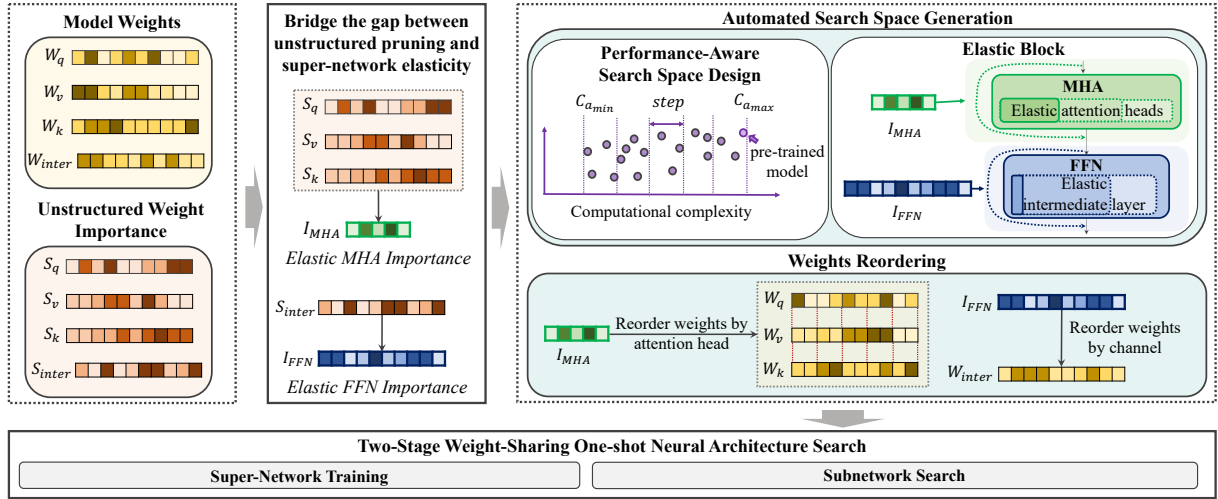 Model Weights
W_q
W_v
W_k
W_inter
Unstructured Weight
Importance
S_q
S_v
S_k
S_inter
Bridge the gap between
unstructured pruning and
super-network elasticity
S_q
S_v
S_k
I_MHA
Elastic MHA Importance
S_inter
I_FFN
Elastic FFN Importance
Automated Search Space Generation
Performance-Aware
Search Space Design
C_a_min
step
C_a_max
pre-trained
model
Computational complexity
Elastic Block
I_MHA
MHA
Elastic attention heads
I_FFN
FFN
Elastic
intermediate layer
Weights Reordering
I_MHA
Reorder weights by
attention head
W_q
W_v
W_k
I_FFN
Reorder weights
by channel
W_inter
Two-Stage Weight-Sharing One-shot Neural Architecture Search
Super-Network Training
Subnetwork Search